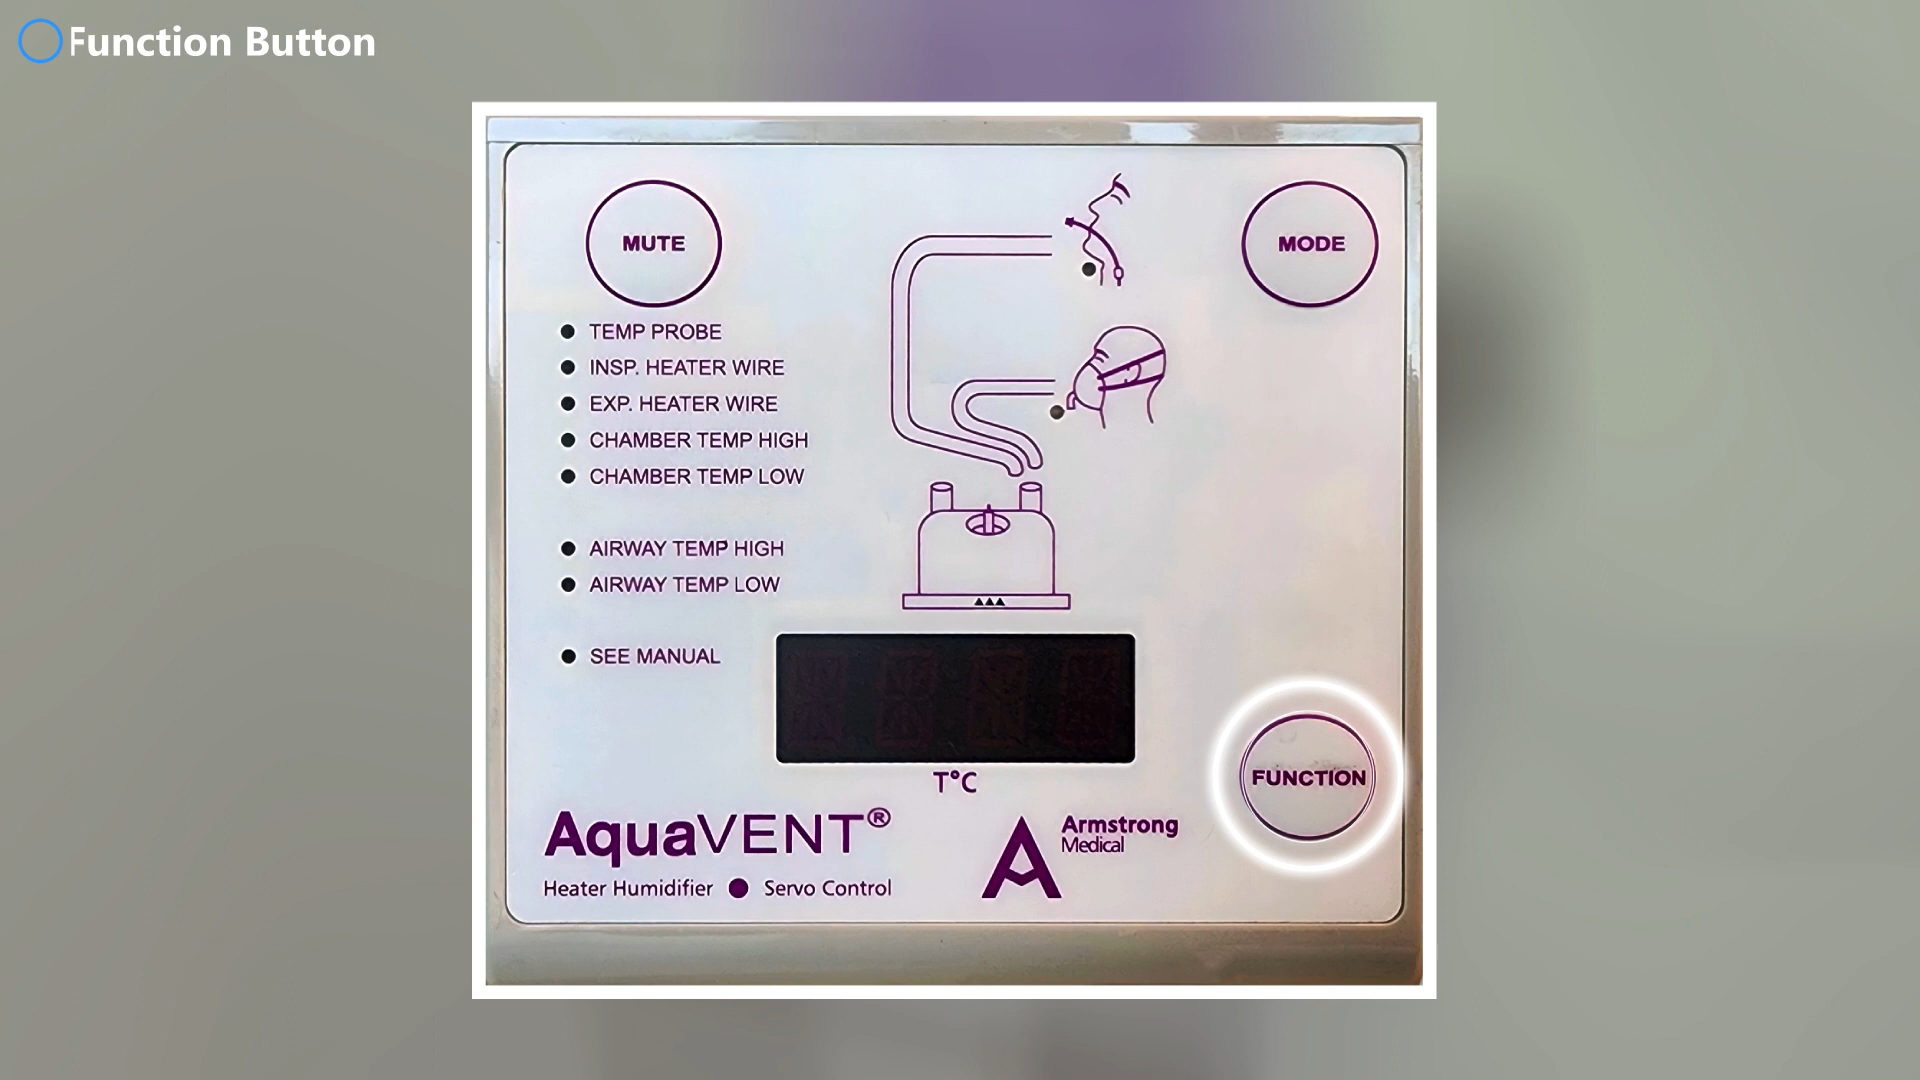 Function Button
MUTE
MODE
TEMP PROBE
INSP. HEATER WIRE
EXP. HEATER WIRE
CHAMBER TEMP HIGH
CHAMBER TEMP LOW
AIRWAY TEMP HIGH
AIRWAY TEMP LOW
SEE MANUAL
T°C
FUNCTION
AquaVENT®
Heater Humidifier ● Servo Control
Armstrong
Medical